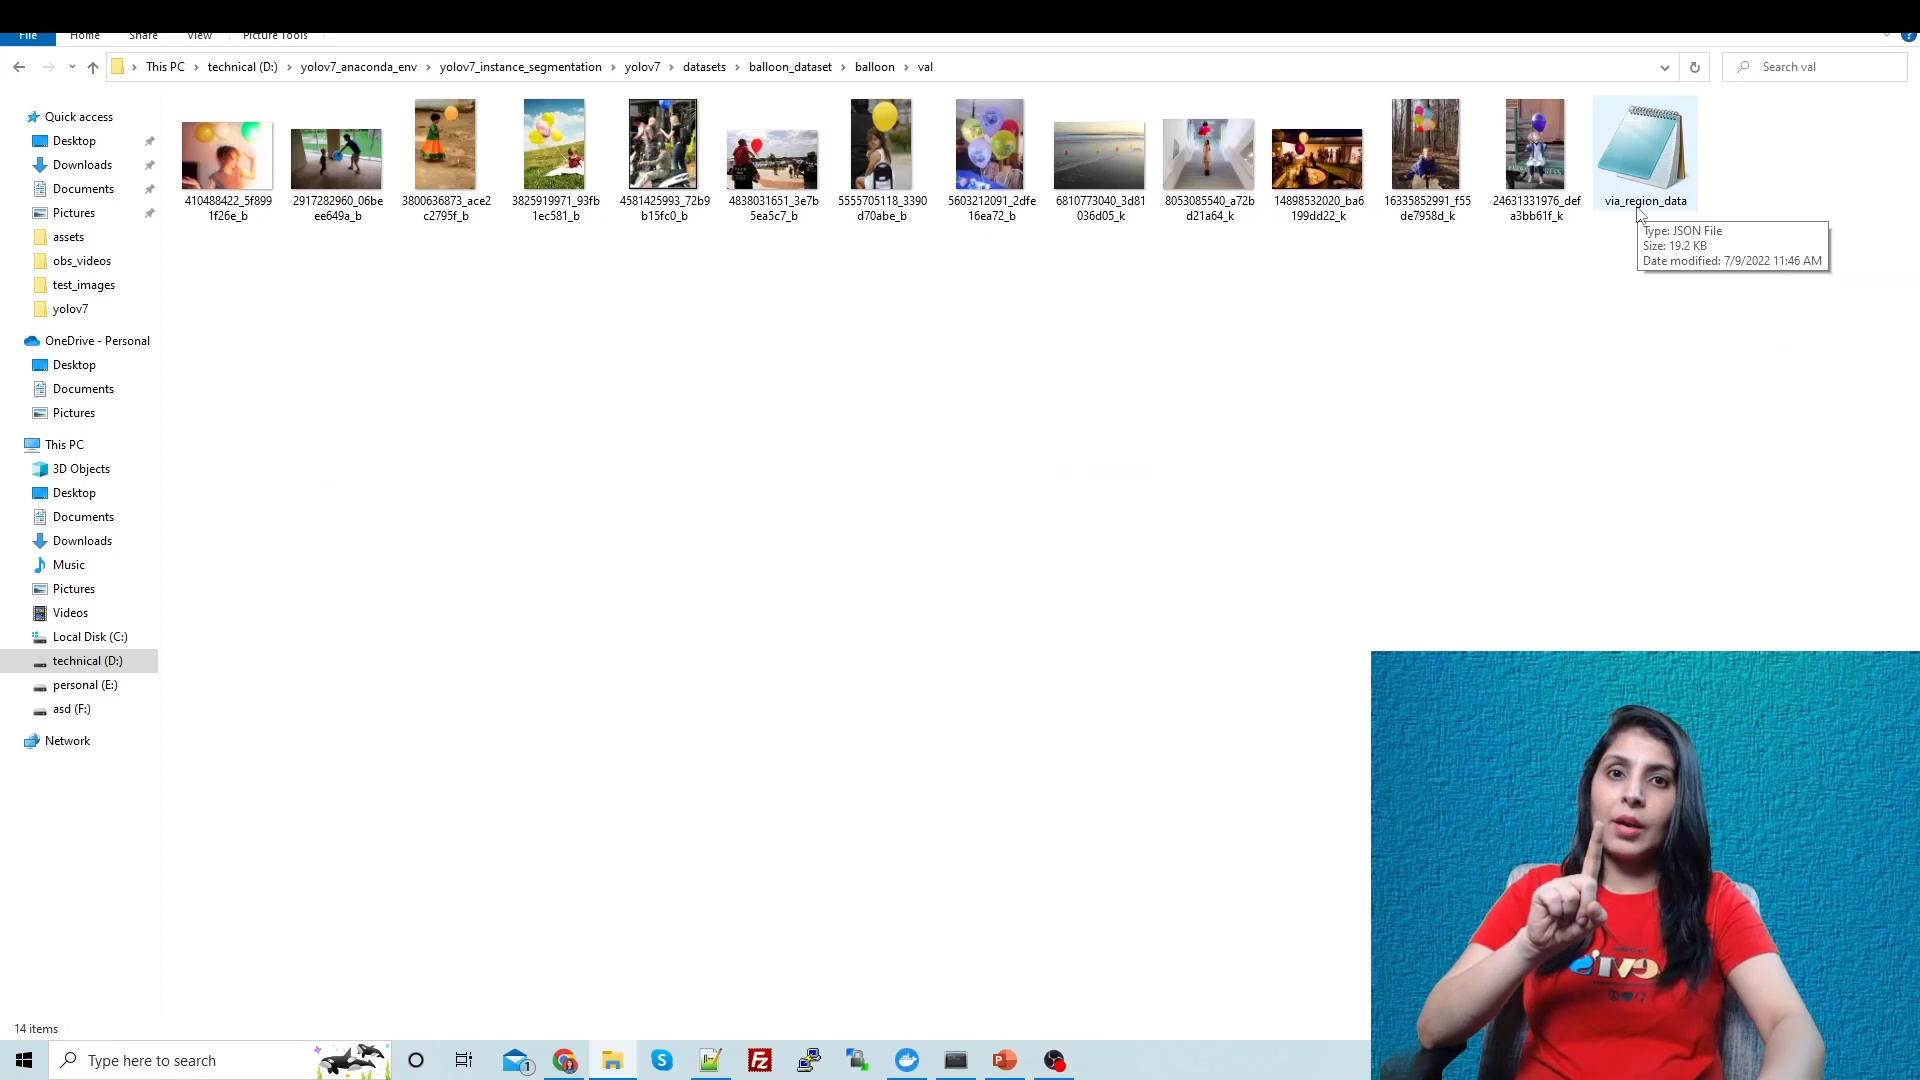 File Home Share View Picture Tools
This PC > technical (D:) > yolov7_anaconda_env > yolov7_instance_segmentation > yolov7 > datasets > balloon_dataset > balloon > val
Search val
Quick access
Desktop
Downloads
Documents
Pictures
assets
obs_videos
test_images
yolov7
OneDrive - Personal
Desktop
Documents
Pictures
This PC
3D Objects
Desktop
Documents
Downloads
Music
Pictures
Videos
Local Disk (C:)
technical (D:)
personal (E:)
asd (F:)
Network
410488422_5f899
1f26e_b
2917282960_06be
ee649a_b
3800636873_ace2
c2795f_b
3825919971_93fb
1ec581_b
4581425993_72b9
b15fc0_b
4838031651_3e7b
5ea5c7_b
5555705118_3390
d70abe_b
5603212091_2dfe
16ea72_b
6810773040_3d81
036d05_k
8053085540_a72b
d21a64_k
14898532020_ba6
199dd22_k
16335852991_f55
de7958d_k
24631331976_def
a3bb61f_k
via_region_data
Type: JSON File
Size: 19.2 KB
Date modified: 7/9/2022 11:46 AM
14 items
Type here to search
1